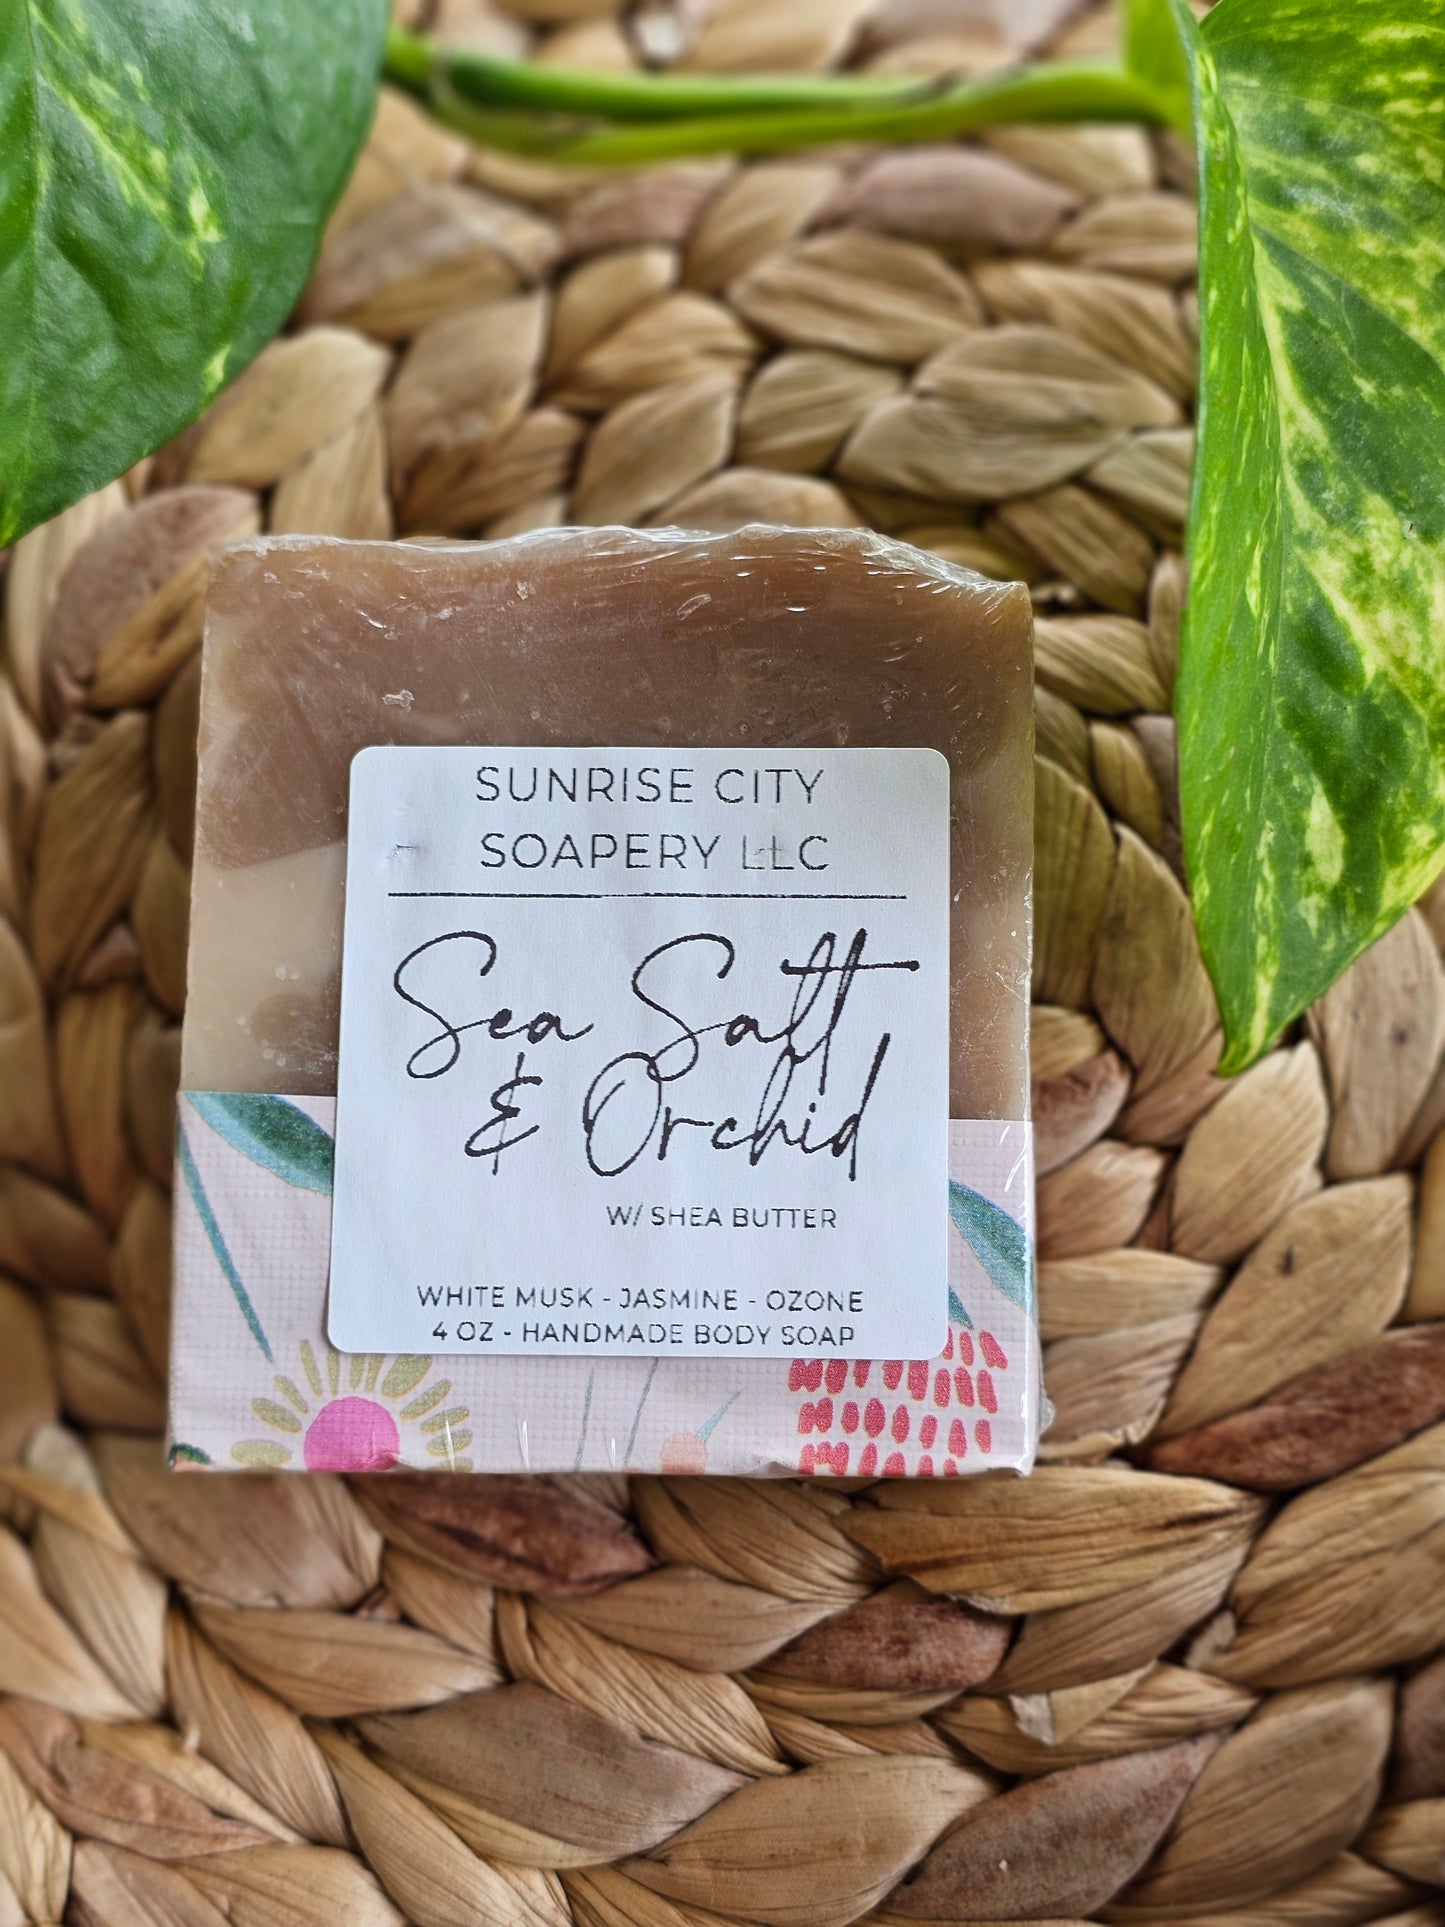 SUNRISE CITY
SOAPERY LLC
Sea Salt
& Orchid
W/ SHEA BUTTER
WHITE MUSK - JASMINE - OZONE
4 OZ - HANDMADE BODY SOAP